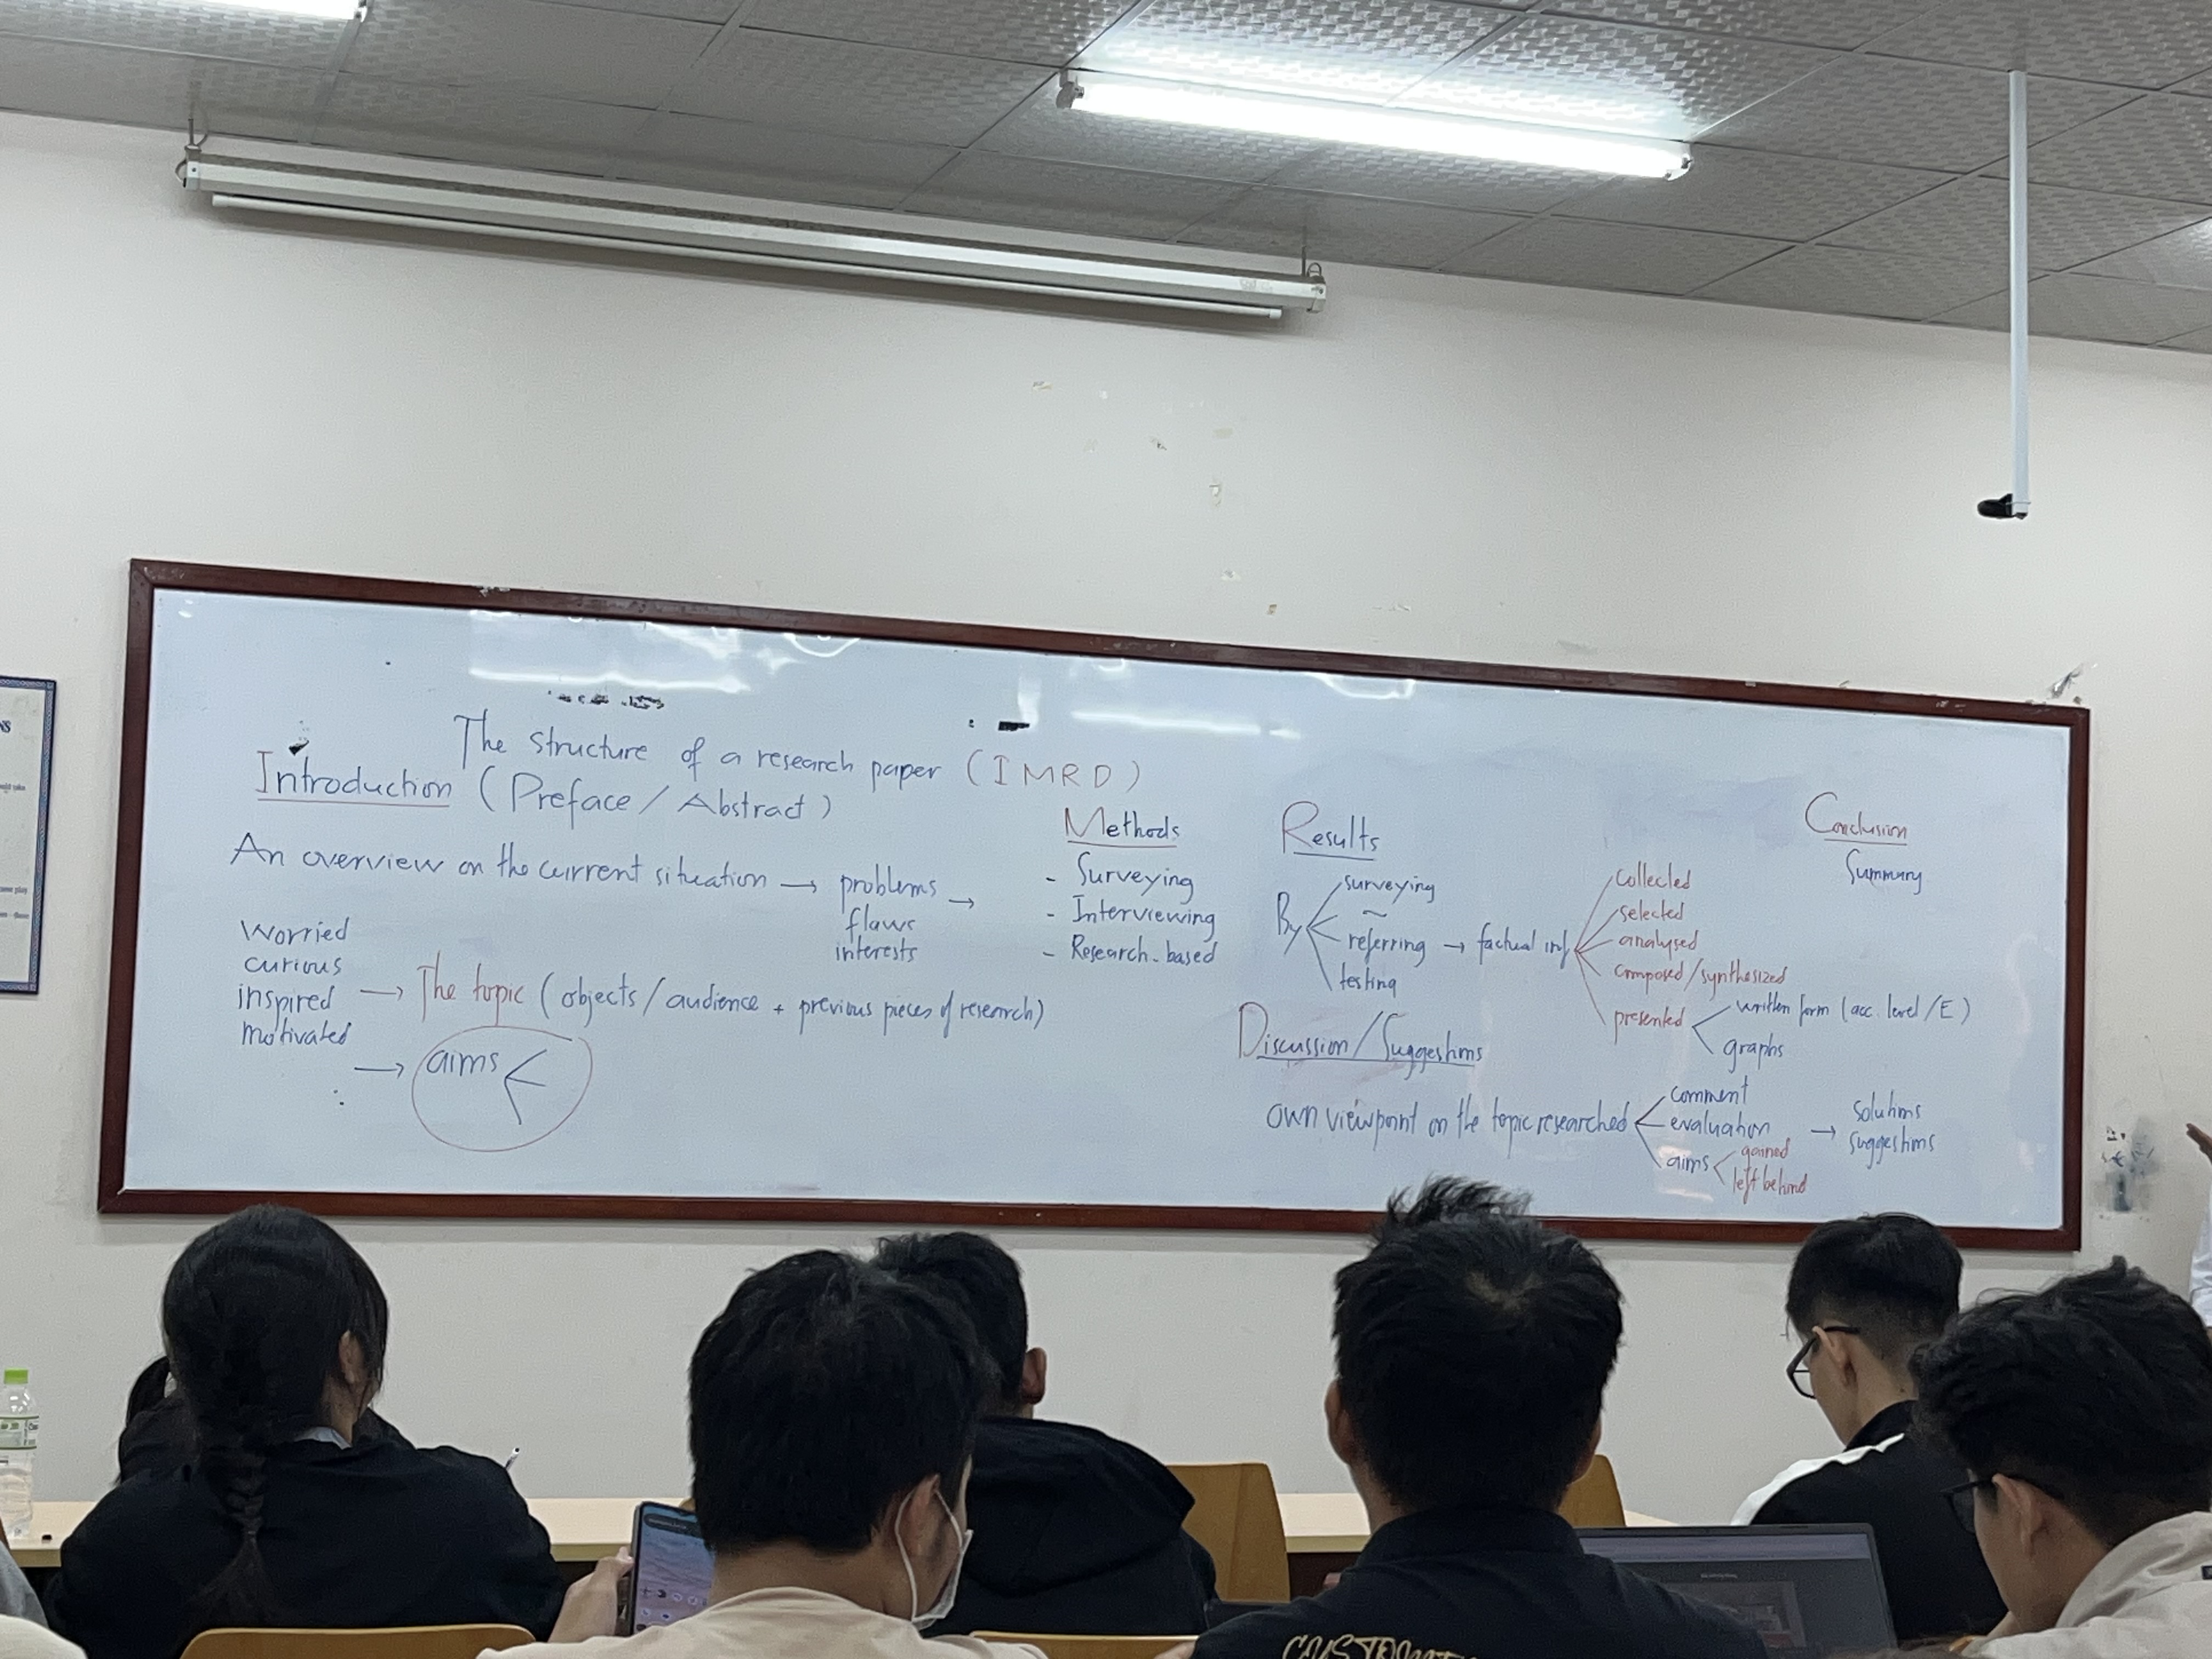 The structure of a research paper (IMRD)
Introduction (Preface / Abstract)
An overview on the current situation → problems →
flaws
interests
Worried
curious
inspired → The topic (objects / audience + previous pieces of research)
motivated
→ aims
Methods
- Surveying
- Interviewing
- Research-based
Results
By
surveying
~
referring → factual inf
testing
collected
selected
analysed
composed/synthesized
presented
written form (acc. level/E)
graphs
Discussion/Suggestions
own viewpoint on the topic researched
comment
evaluation
aims
gained
left behind
→ solutions
suggestions
Conclusion
Summary
NS